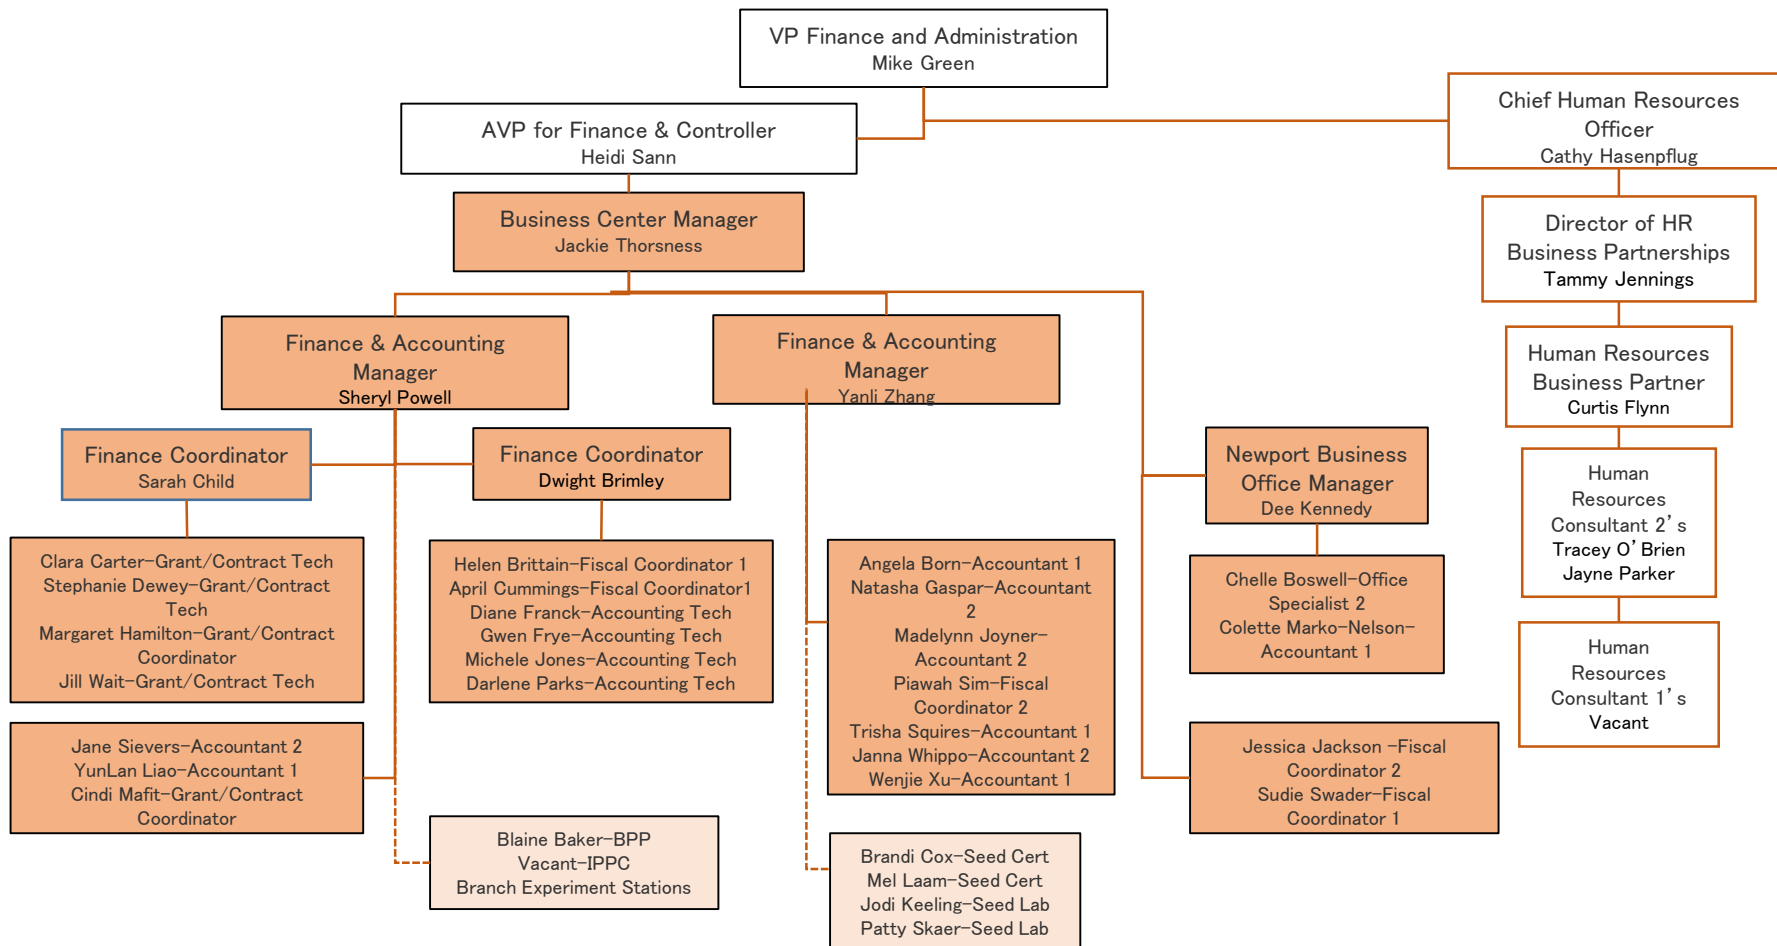 VP Finance and Administration
Mike Green
AVP for Finance & Controller
Heidi Sann
Chief Human Resources
Officer
Cathy Hasenpflug
Business Center Manager
Jackie Thorsness
Director of HR
Business Partnerships
Tammy Jennings
Finance & Accounting
Manager
Sheryl Powell
Finance & Accounting
Manager
Yanli Zhang
Human Resources
Business Partner
Curtis Flynn
Finance Coordinator
Sarah Child
Finance Coordinator
Dwight Brimley
Newport Business
Office Manager
Dee Kennedy
Human
Resources
Consultant 2’s
Tracey O’Brien
Jayne Parker
Clara Carter-Grant/Contract Tech
Stephanie Dewey-Grant/Contract
Tech
Margaret Hamilton-Grant/Contract
Coordinator
Jill Wait-Grant/Contract Tech
Helen Brittain-Fiscal Coordinator 1
April Cummings-Fiscal Coordinator1
Diane Franck-Accounting Tech
Gwen Frye-Accounting Tech
Michele Jones-Accounting Tech
Darlene Parks-Accounting Tech
Angela Born-Accountant 1
Natasha Gaspar-Accountant
2
Madelynn Joyner-
Accountant 2
Piawah Sim-Fiscal
Coordinator 2
Trisha Squires-Accountant 1
Janna Whippo-Accountant 2
Wenjie Xu-Accountant 1
Chelle Boswell-Office
Specialist 2
Colette Marko-Nelson-
Accountant 1
Human
Resources
Consultant 1’s
Vacant
Jane Sievers-Accountant 2
YunLan Liao-Accountant 1
Cindi Mafit-Grant/Contract
Coordinator
Jessica Jackson -Fiscal
Coordinator 2
Sudie Swader-Fiscal
Coordinator 1
Blaine Baker-BPP
Vacant-IPPC
Branch Experiment Stations
Brandi Cox-Seed Cert
Mel Laam-Seed Cert
Jodi Keeling-Seed Lab
Patty Skaer-Seed Lab